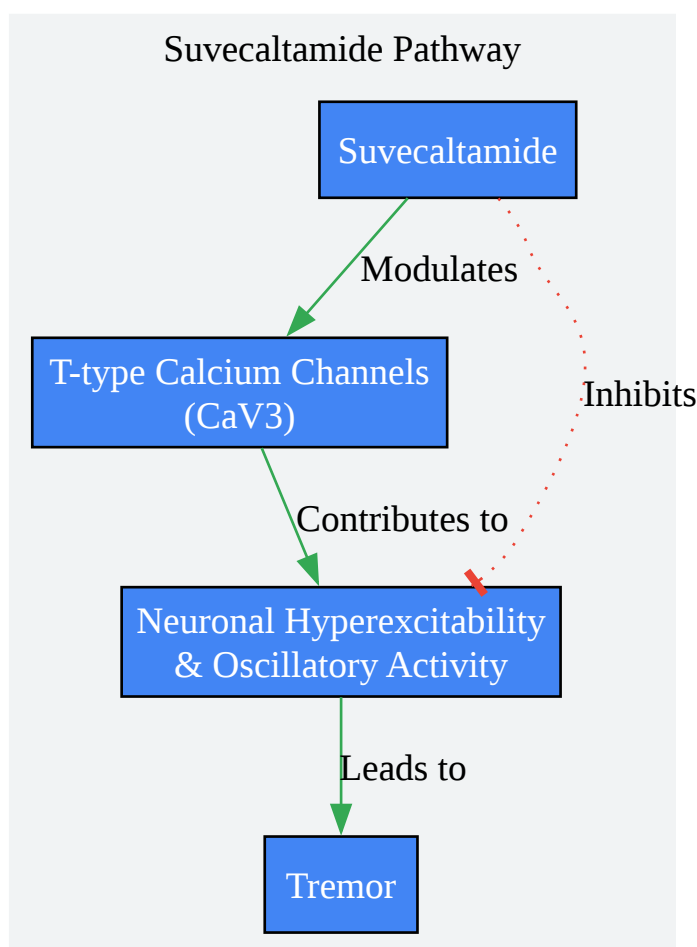 Suvecaltamide Pathway
Suvecaltamide
Modulates
T-type Calcium Channels
(CaV3)
Inhibits
Contributes to
Neuronal Hyperexcitability
& Oscillatory Activity
Leads to
Tremor